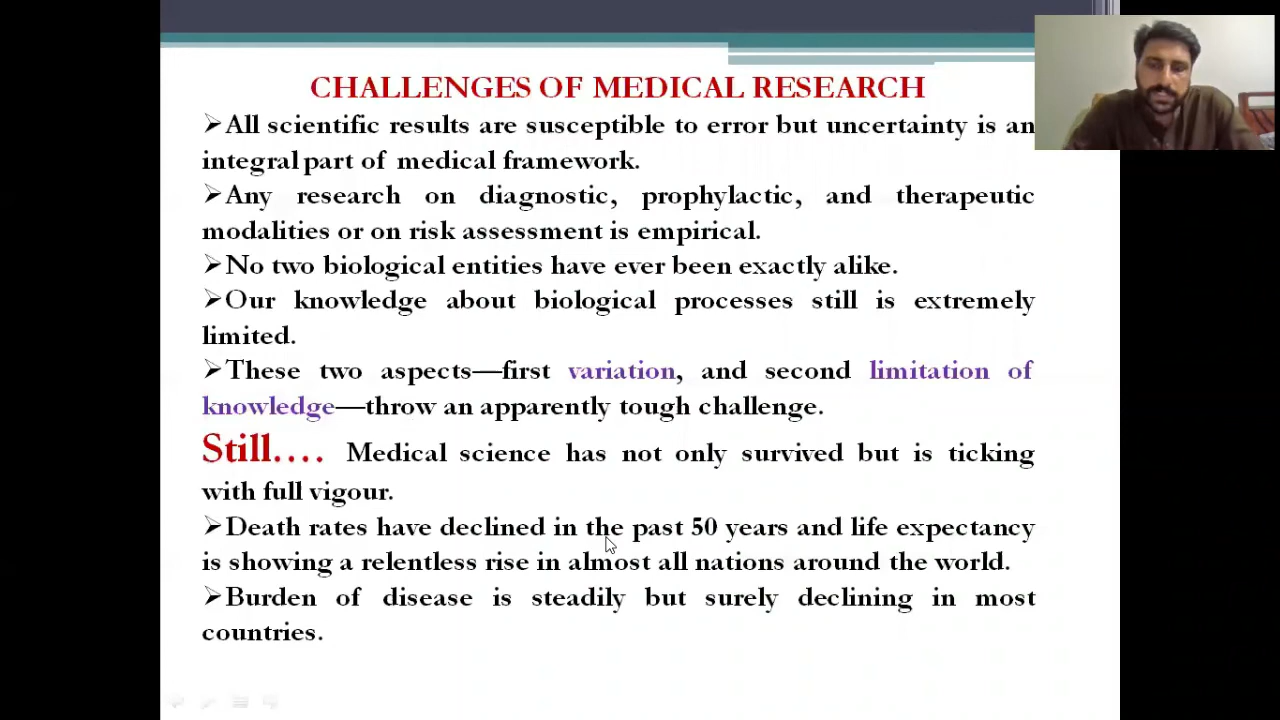 CHALLENGES OF MEDICAL RESEARCH
➢All scientific results are susceptible to error but uncertainty is an
integral part of medical framework.
➢Any research on diagnostic, prophylactic, and therapeutic
modalities or on risk assessment is empirical.
➢No two biological entities have ever been exactly alike.
➢Our knowledge about biological processes still is extremely
limited.
➢These two aspects—first variation, and second limitation of
knowledge—throw an apparently tough challenge.
Still…. Medical science has not only survived but is ticking
with full vigour.
➢Death rates have declined in the past 50 years and life expectancy
is showing a relentless rise in almost all nations around the world.
➢Burden of disease is steadily but surely declining in most
countries.